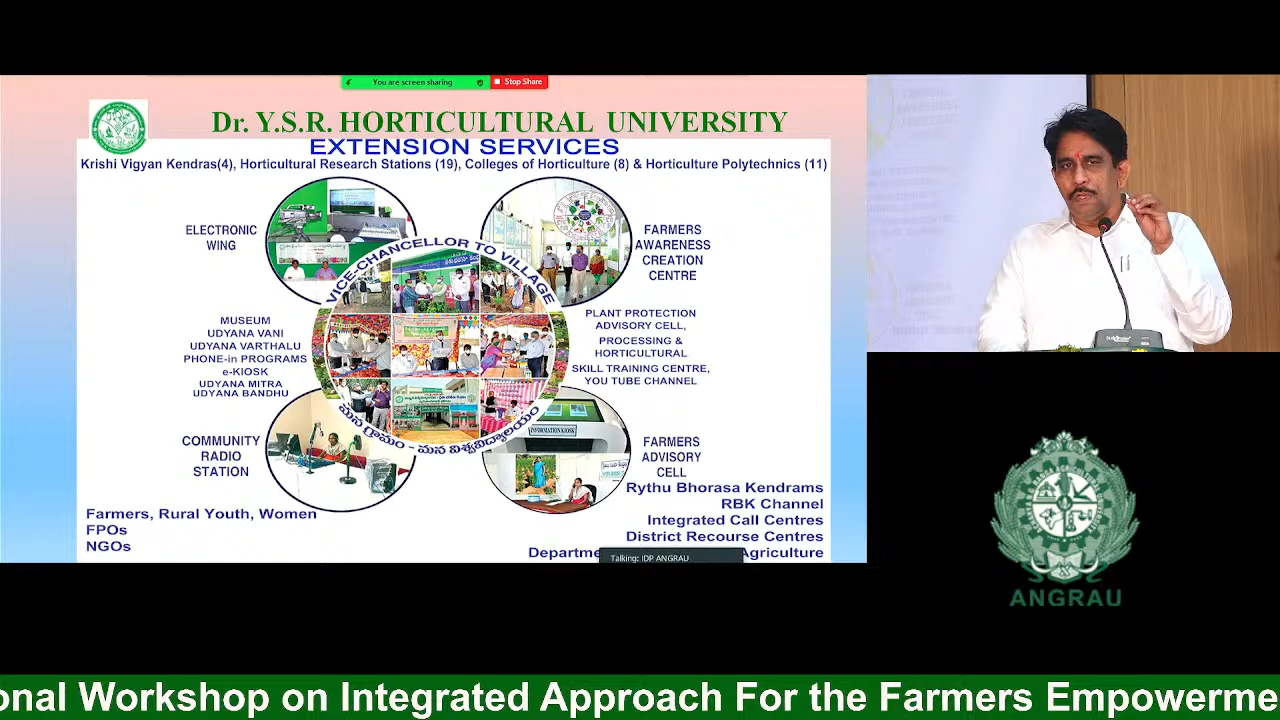 You are screen sharing
Stop Share
Dr. Y.S.R. HORTICULTURAL UNIVERSITY
EXTENSION SERVICES
Krishi Vigyan Kendras(4), Horticultural Research Stations (19), Colleges of Horticulture (8) & Horticulture Polytechnics (11)
ELECTRONIC
WING
FARMERS
AWARENESS
CREATION
CENTRE
VICE-CHANCELLOR TO VILLAGE
MUSEUM
UDYANA VANI
UDYANA VARTHALU
PHONE-in PROGRAMS
e-KIOSK
UDYANA MITRA
UDYANA BANDHU
PLANT PROTECTION
ADVISORY CELL,
PROCESSING &
HORTICULTURAL
SKILL TRAINING CENTRE,
YOU TUBE CHANNEL
మన గ్రామం - మన విశ్వవిద్యాలయం
INFORMATION KIOSK
COMMUNITY
RADIO
STATION
FARMERS
ADVISORY
CELL
Farmers, Rural Youth, Women
FPOs
NGOs
Rythu Bhorasa Kendrams
RBK Channel
Integrated Call Centres
District Recourse Centres
Agriculture
Talking: IDP ANGRAU
ANGRAU
Workshop on Integrated Approach For the Farmers